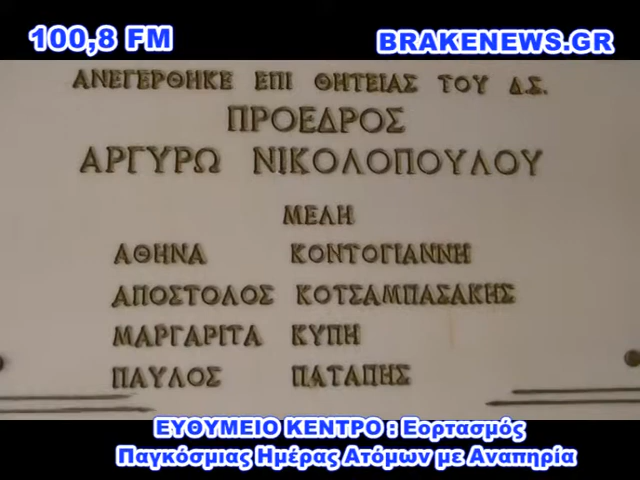 100,8 FM
BRAKENEWS.GR
ΑΝΕΓΕΡΘΗΚΕ ΕΠΙ ΘΗΤΕΙΑΣ ΤΟΥ Δ.Σ.
ΠΡΟΕΔΡΟΣ
ΑΡΓΥΡΩ ΝΙΚΟΛΟΠΟΥΛΟΥ
ΜΕΛΗ
ΑΘΗΝΑ ΚΟΝΤΟΓΙΑΝΝΗ
ΑΠΟΣΤΟΛΟΣ ΚΟΤΣΑΜΠΑΣΑΚΗΣ
ΜΑΡΓΑΡΙΤΑ ΚΥΠΗ
ΠΑΥΛΟΣ ΠΑΤΑΠΗΣ
ΕΥΘΥΜΕΙΟ ΚΕΝΤΡΟ : Εορτασμός
Παγκόσμιας Ημέρας Ατόμων με Αναπηρία